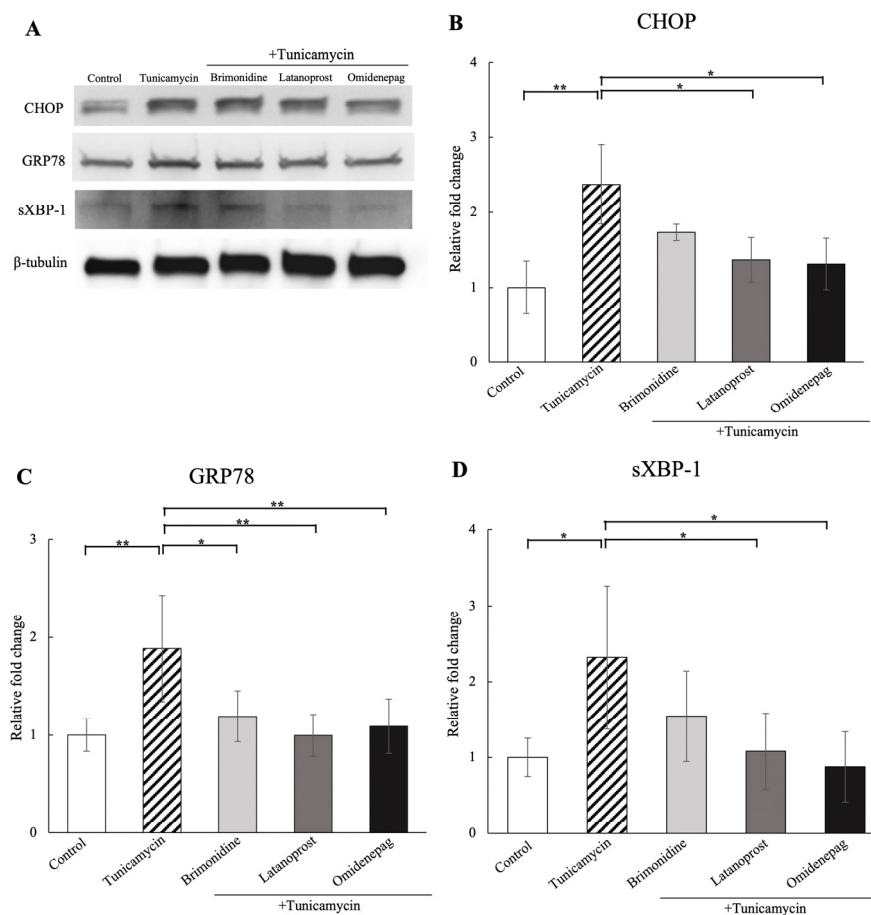 A
+Tunicamycin
Control Tunicamycin Brimonidine Latanoprost Omidenepag
CHOP
GRP78
sXBP-1
β-tubulin
B
CHOP
Relative fold change
4
3
2
1
0
**
*
*
Control Tunicamycin Brimonidine Latanoprost Omidenepag
+Tunicamycin
C
GRP78
Relative fold change
3
2
1
0
**
*
**
**
Control Tunicamycin Brimonidine Latanoprost Omidenepag
+Tunicamycin
D
sXBP-1
Relative fold change
4
3
2
1
0
*
*
*
Control Tunicamycin Brimonidine Latanoprost Omidenepag
+Tunicamycin